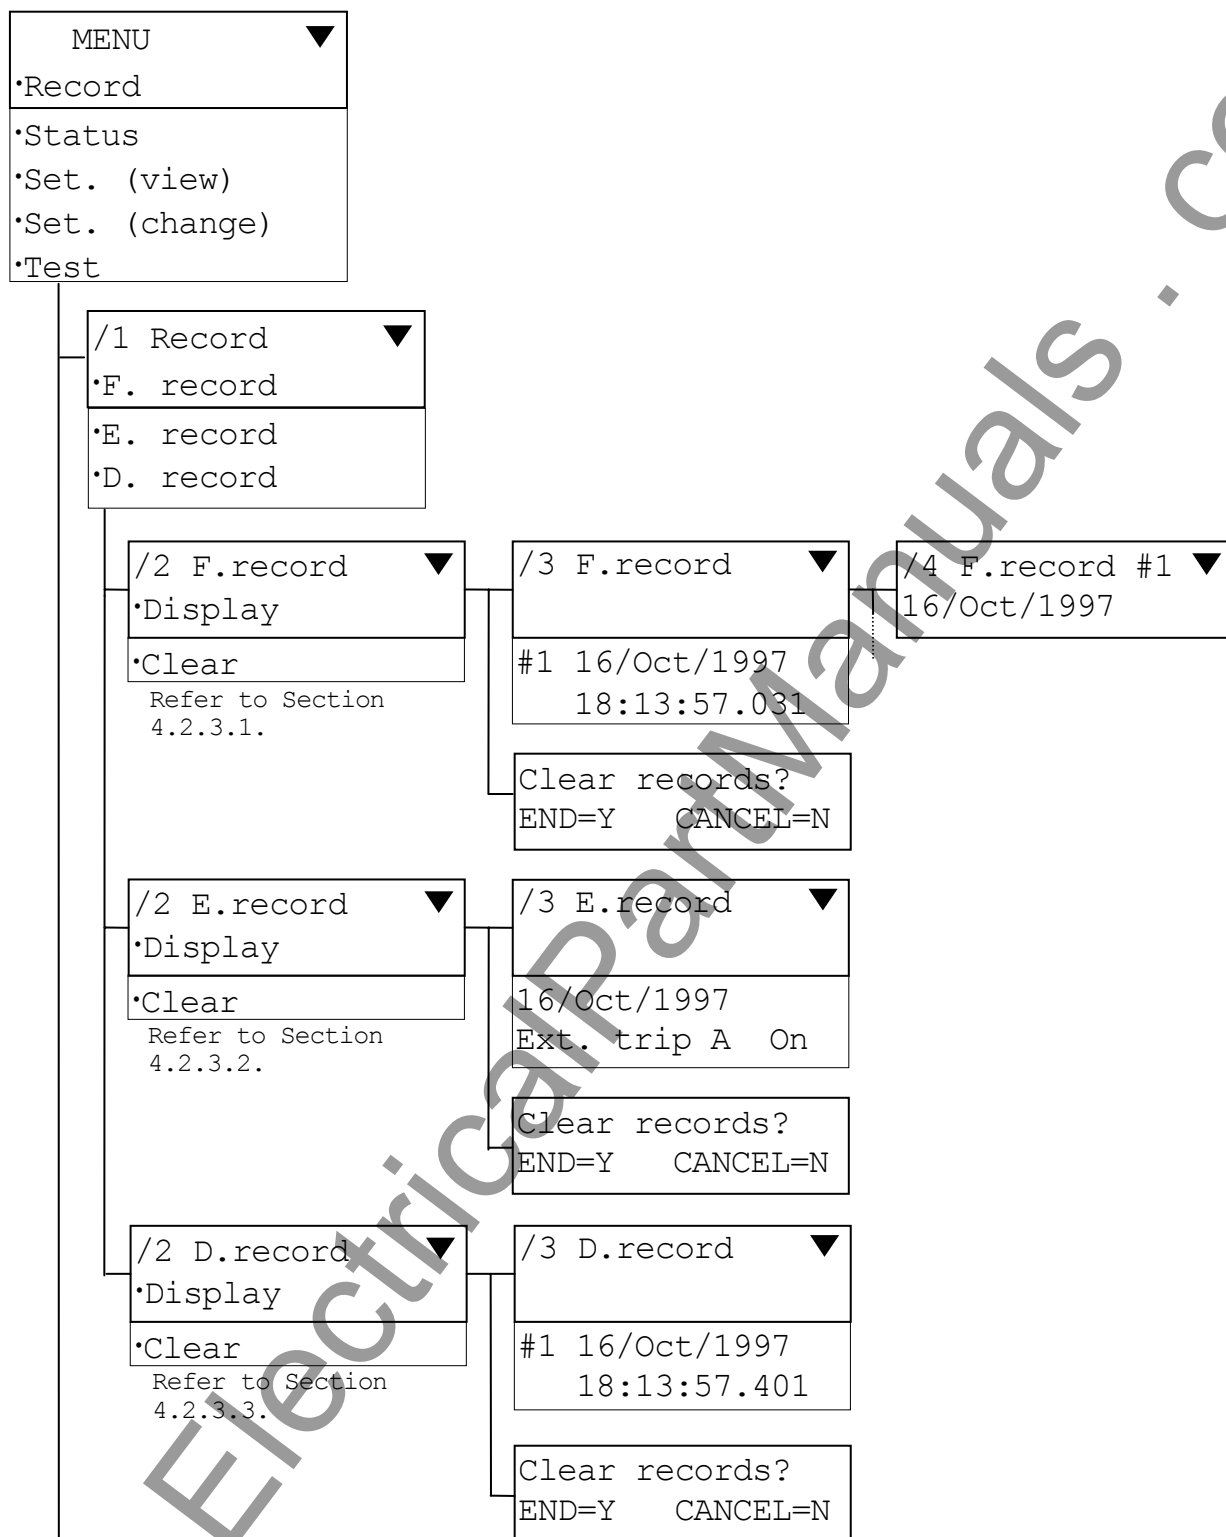 MENU ▼
·Record
·Status
·Set. (view)
·Set. (change)
·Test
/1 Record ▼
·F. record
·E. record
·D. record
/2 F.record ▼
·Display
·Clear
Refer to Section
4.2.3.1.
/3 F.record ▼
#1 16/Oct/1997
18:13:57.031
/4 F.record #1 ▼
16/Oct/1997
Clear records?
END=Y CANCEL=N
/2 E.record ▼
·Display
·Clear
Refer to Section
4.2.3.2.
/3 E.record ▼
16/Oct/1997
Ext. trip A On
Clear records?
END=Y CANCEL=N
/2 D.record ▼
·Display
·Clear
Refer to Section
4.2.3.3.
/3 D.record ▼
#1 16/Oct/1997
18:13:57.401
Clear records?
END=Y CANCEL=N
ElectricalPartManuals . c